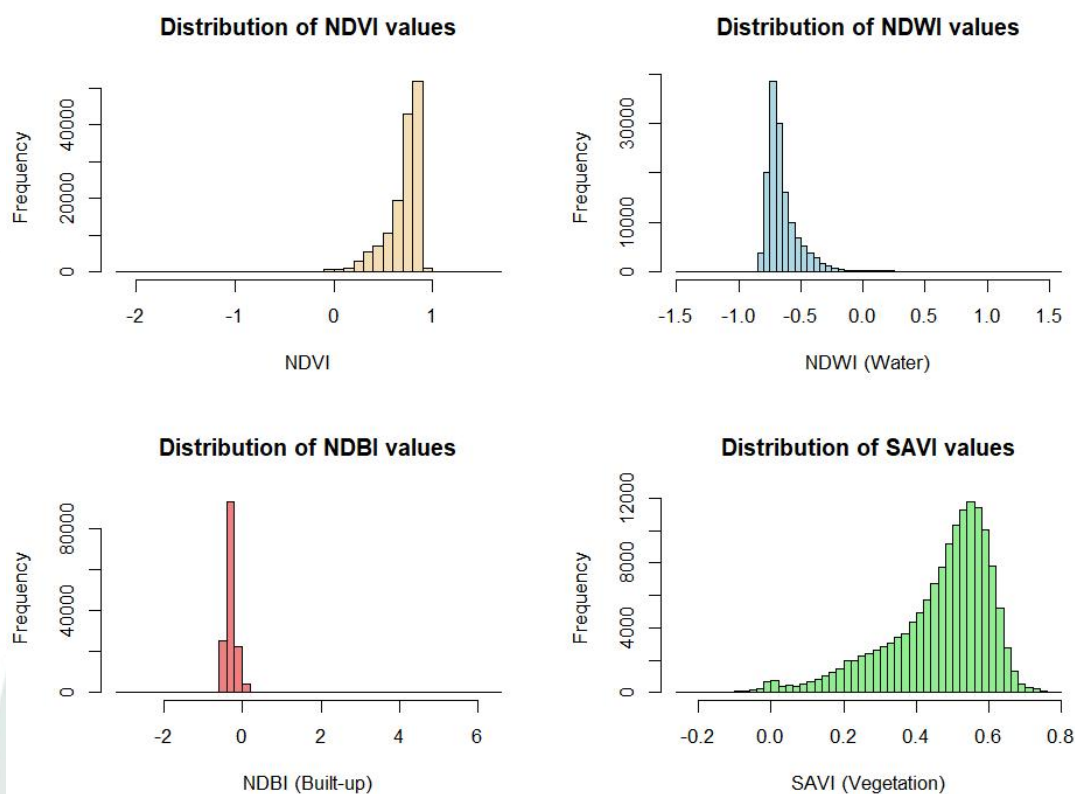 Distribution of NDVI values
Frequency
0 20000 40000
-2 -1 0 1
NDVI
Distribution of NDWI values
Frequency
0 10000 30000
-1.5 -1.0 -0.5 0.0 0.5 1.0 1.5
NDWI (Water)
Distribution of NDBI values
Frequency
0 40000 80000
-2 0 2 4 6
NDBI (Built-up)
Distribution of SAVI values
Frequency
0 4000 8000 12000
-0.2 0.0 0.2 0.4 0.6 0.8
SAVI (Vegetation)